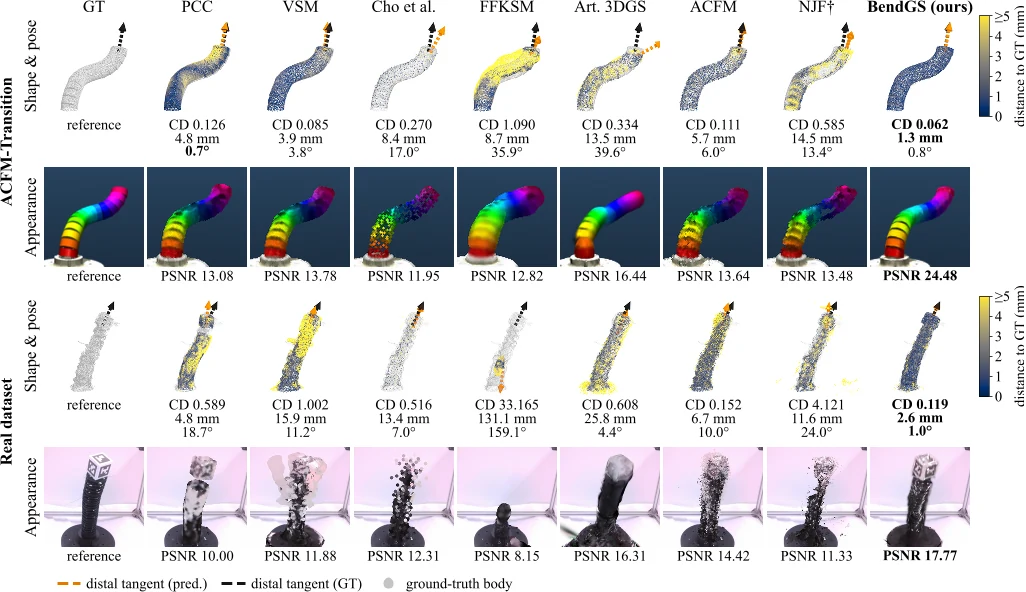 GT PCC VSM Cho et al. FFKSM Art. 3DGS ACFM NJF† BendGS (ours)
ACFM-Transition
Shape & pose
reference CD 0.126 CD 0.085 CD 0.270 CD 1.090 CD 0.334 CD 0.111 CD 0.585 CD 0.062
4.8 mm 3.9 mm 8.4 mm 8.7 mm 13.5 mm 5.7 mm 14.5 mm 1.3 mm
0.7° 3.8° 17.0° 35.9° 39.6° 6.0° 13.4° 0.8°
≥5
4
3
2
1
0
distance to GT (mm)
Appearance
reference PSNR 13.08 PSNR 13.78 PSNR 11.95 PSNR 12.82 PSNR 16.44 PSNR 13.64 PSNR 13.48 PSNR 24.48
Real dataset
Shape & pose
reference CD 0.589 CD 1.002 CD 0.516 CD 33.165 CD 0.608 CD 0.152 CD 4.121 CD 0.119
4.8 mm 15.9 mm 13.4 mm 131.1 mm 25.8 mm 6.7 mm 11.6 mm 2.6 mm
18.7° 11.2° 7.0° 159.1° 4.4° 10.0° 24.0° 1.0°
≥5
4
3
2
1
0
distance to GT (mm)
Appearance
reference PSNR 10.00 PSNR 11.88 PSNR 12.31 PSNR 8.15 PSNR 16.31 PSNR 14.42 PSNR 11.33 PSNR 17.77
distal tangent (pred.) distal tangent (GT) ground-truth body